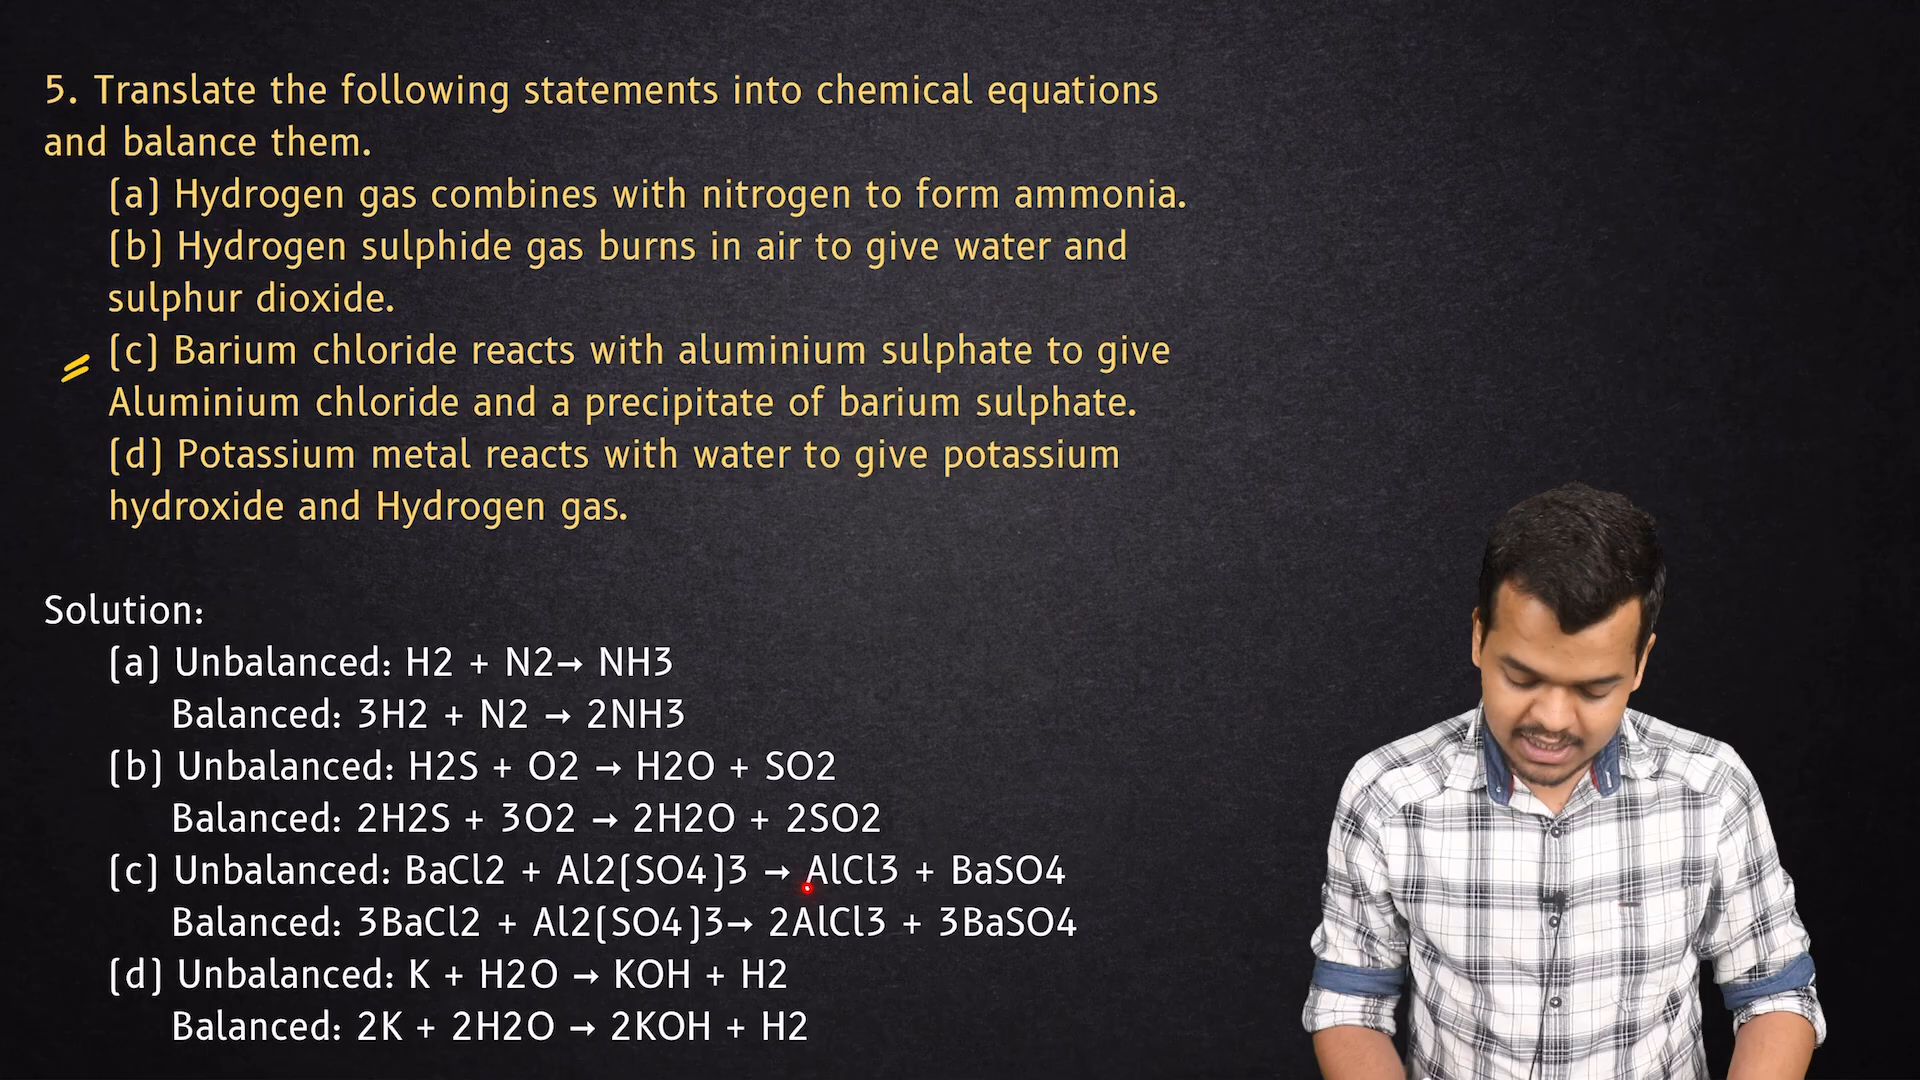 5. Translate the following statements into chemical equations
and balance them.
(a) Hydrogen gas combines with nitrogen to form ammonia.
(b) Hydrogen sulphide gas burns in air to give water and
sulphur dioxide.
(c) Barium chloride reacts with aluminium sulphate to give
Aluminium chloride and a precipitate of barium sulphate.
(d) Potassium metal reacts with water to give potassium
hydroxide and Hydrogen gas.
Solution:
(a) Unbalanced: H2 + N2→ NH3
Balanced: 3H2 + N2 → 2NH3
(b) Unbalanced: H2S + O2 → H2O + SO2
Balanced: 2H2S + 3O2 → 2H2O + 2SO2
(c) Unbalanced: BaCl2 + Al2(SO4)3 → AlCl3 + BaSO4
Balanced: 3BaCl2 + Al2(SO4)3→ 2AlCl3 + 3BaSO4
(d) Unbalanced: K + H2O → KOH + H2
Balanced: 2K + 2H2O → 2KOH + H2